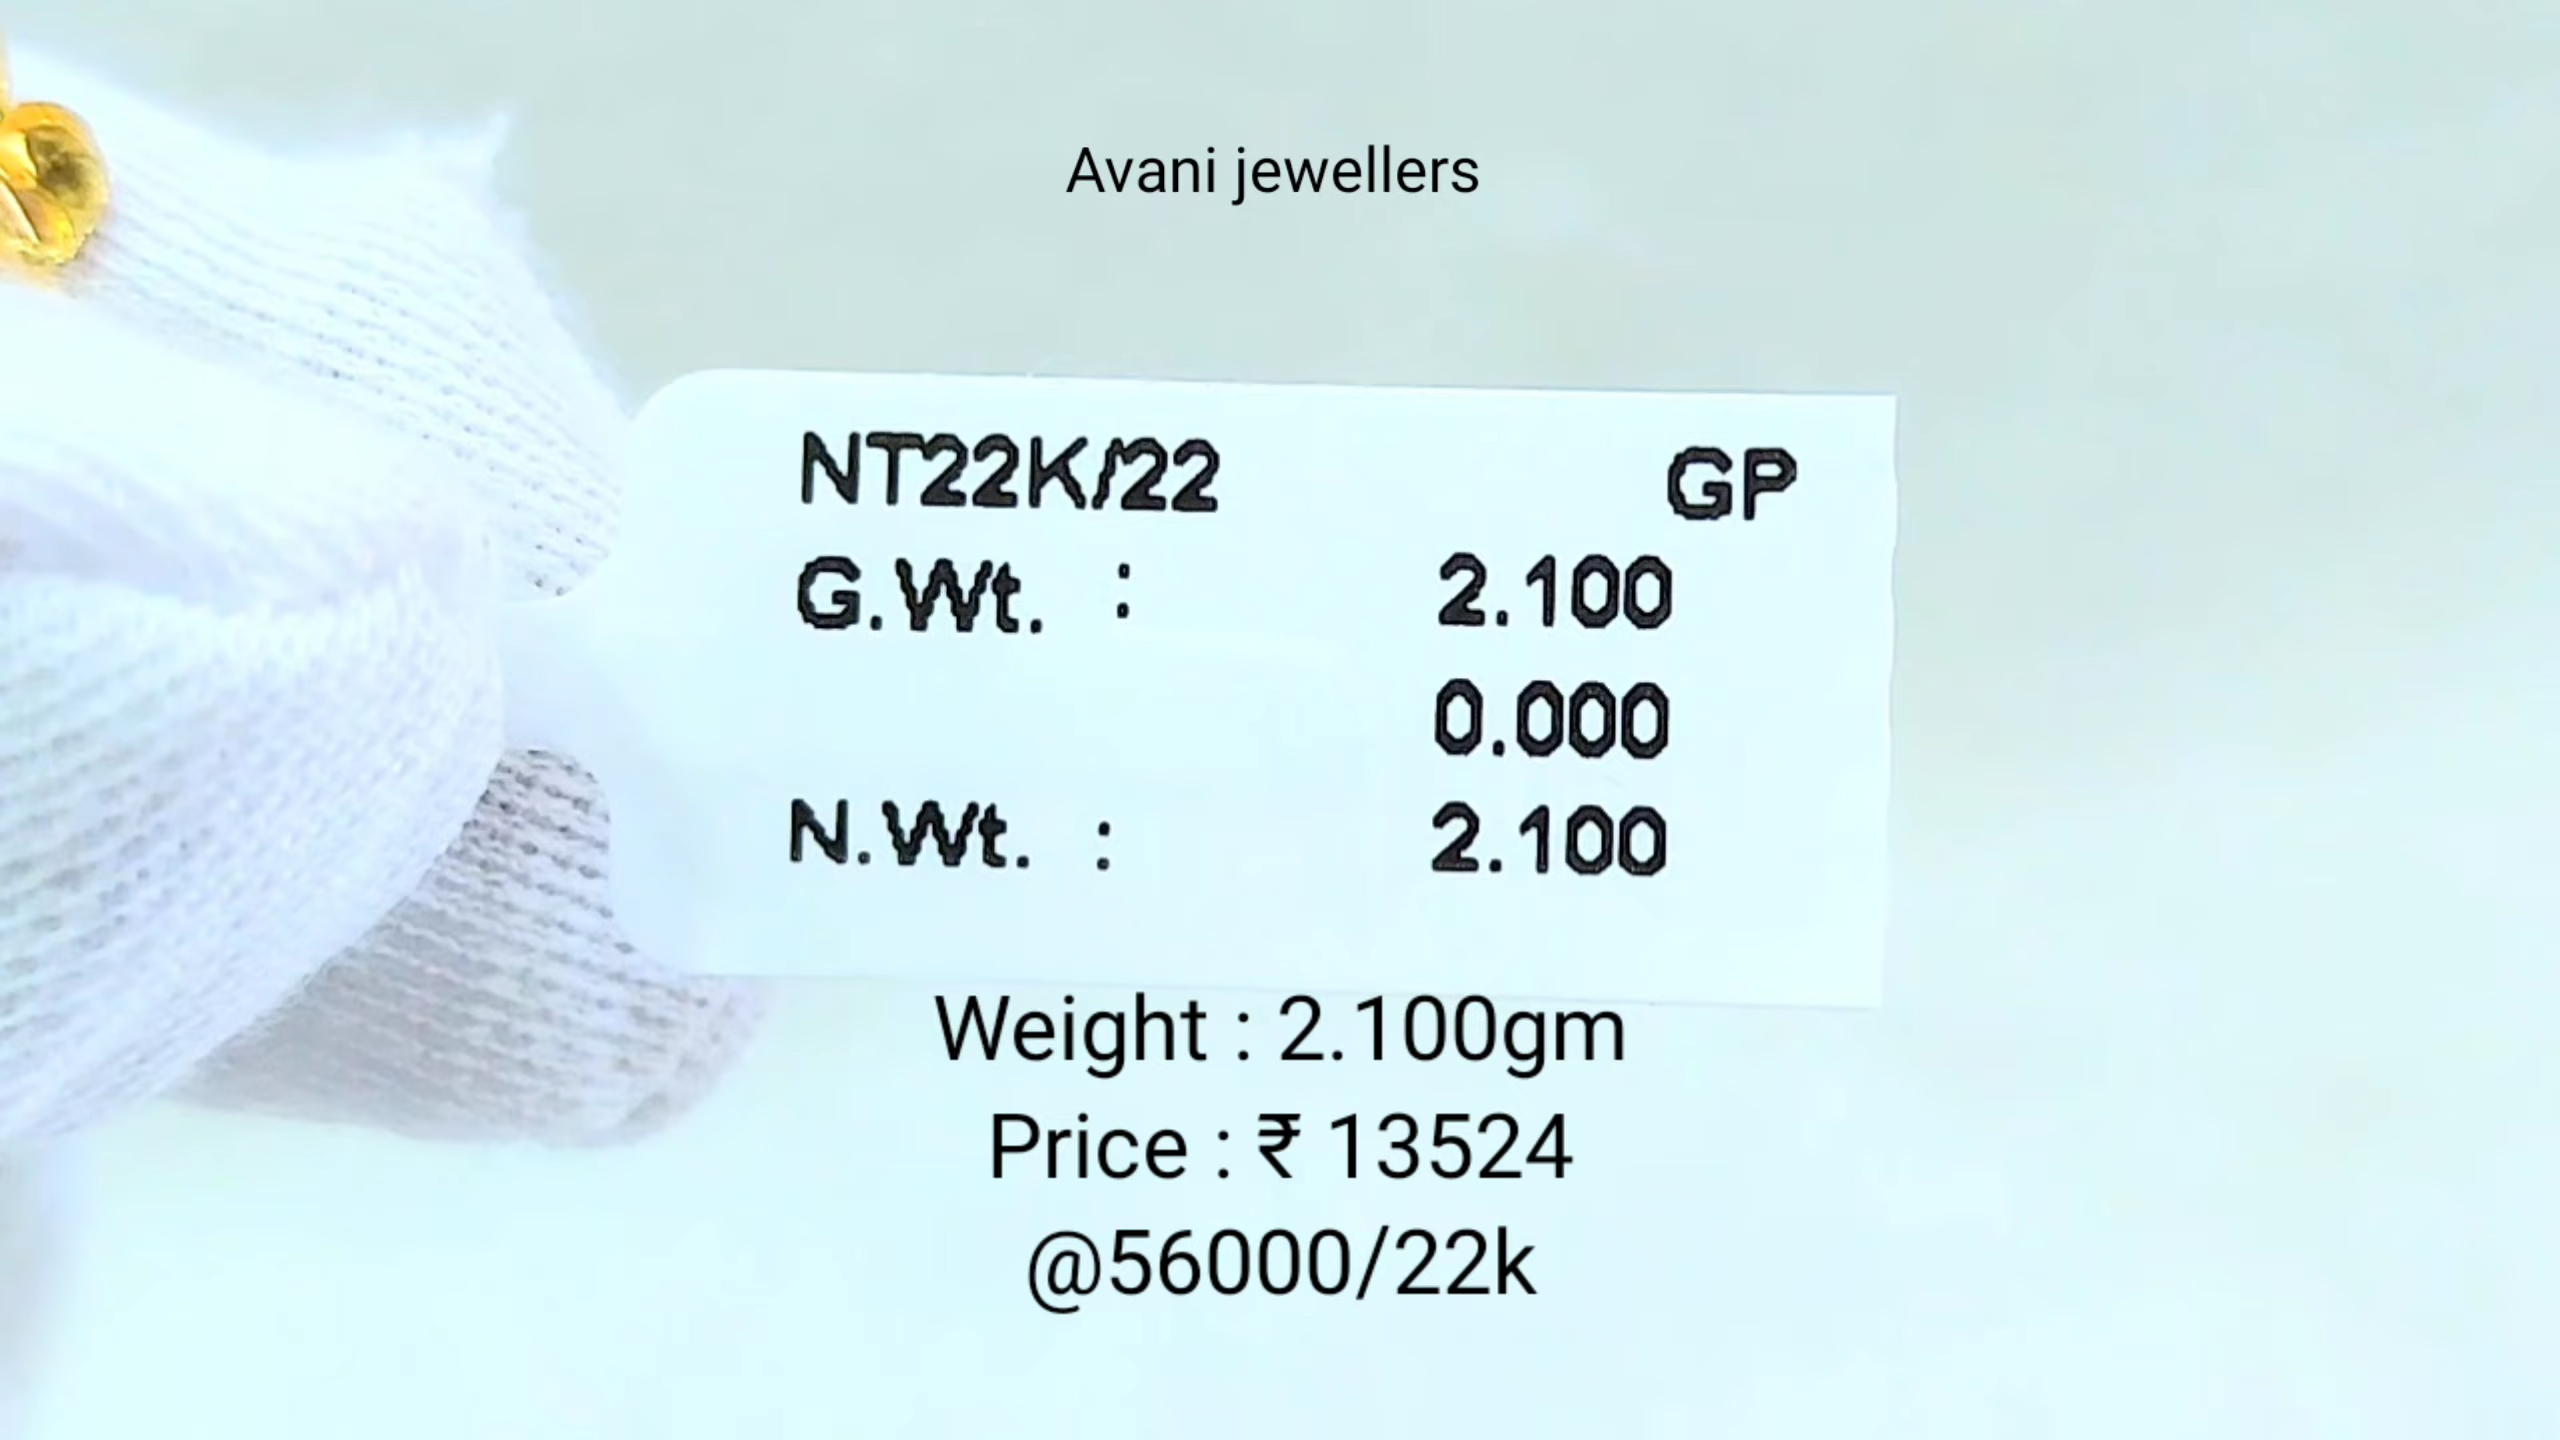 Avani jewellers
NT22K/22 GP
G.Wt. : 2.100
0.000
N.Wt. : 2.100
Weight : 2.100gm
Price : ₹ 13524
@56000/22k